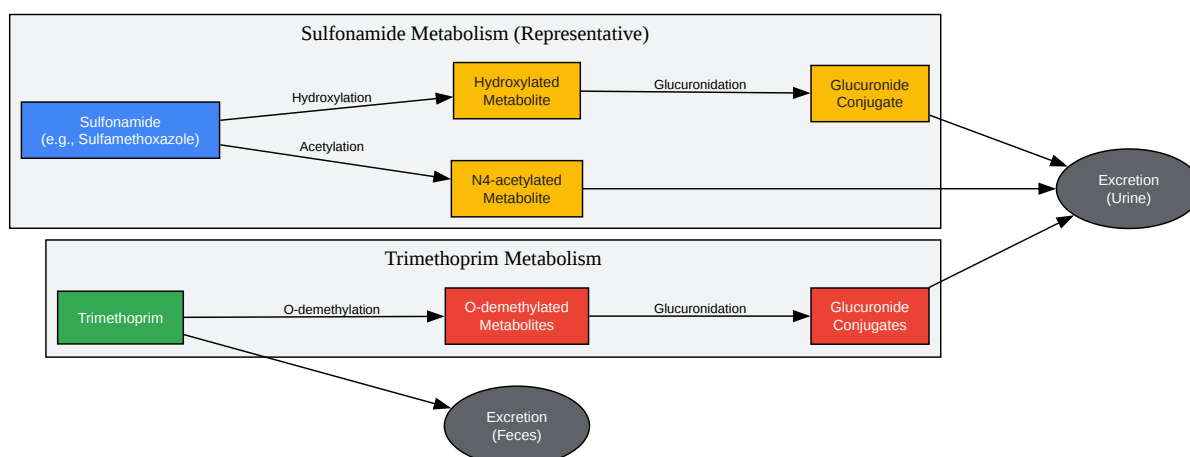 Sulfonamide Metabolism (Representative)
Sulfonamide
(e.g., Sulfamethoxazole)
Hydroxylation
Acetylation
Hydroxylated
Metabolite
N4-acetylated
Metabolite
Glucuronidation
Glucuronide
Conjugate
Excretion
(Urine)
Trimethoprim Metabolism
Trimethoprim
O-demethylation
O-demethylated
Metabolites
Glucuronidation
Glucuronide
Conjugates
Excretion
(Feces)